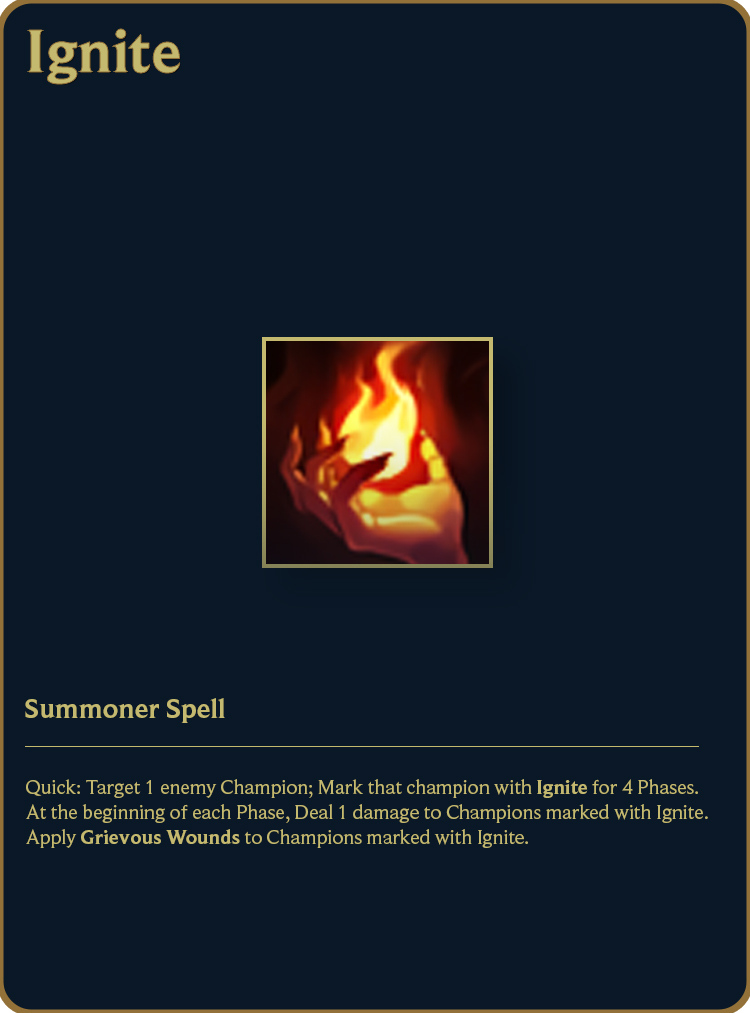 Ignite
Summoner Spell
Quick: Target 1 enemy Champion; Mark that champion with Ignite for 4 Phases.
At the beginning of each Phase, Deal 1 damage to Champions marked with Ignite.
Apply Grievous Wounds to Champions marked with Ignite.